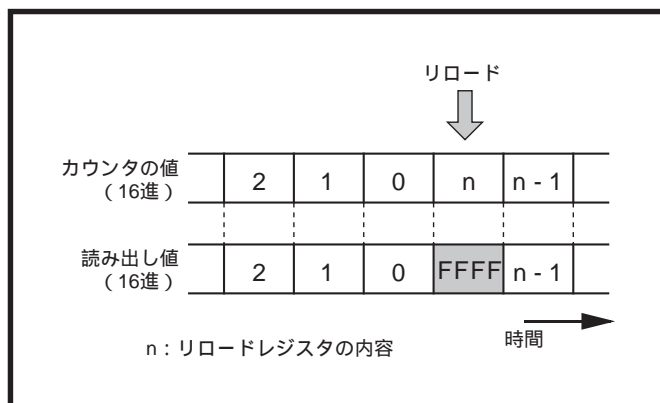 リロード
カウンタの値
（16進）
2 1 0 n n - 1
読み出し値
（16進）
2 1 0 FFFF n - 1
時間
n：リロードレジスタの内容